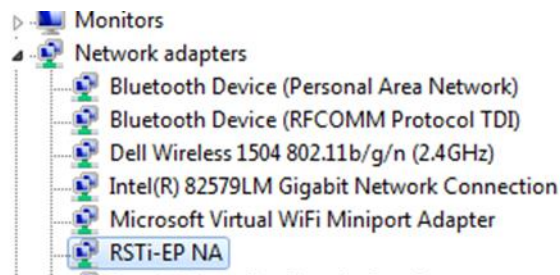 Monitors
Network adapters
Bluetooth Device (Personal Area Network)
Bluetooth Device (RFCOMM Protocol TDI)
Dell Wireless 1504 802.11b/g/n (2.4GHz)
Intel(R) 82579LM Gigabit Network Connection
Microsoft Virtual WiFi Miniport Adapter
RSTi-EP NA